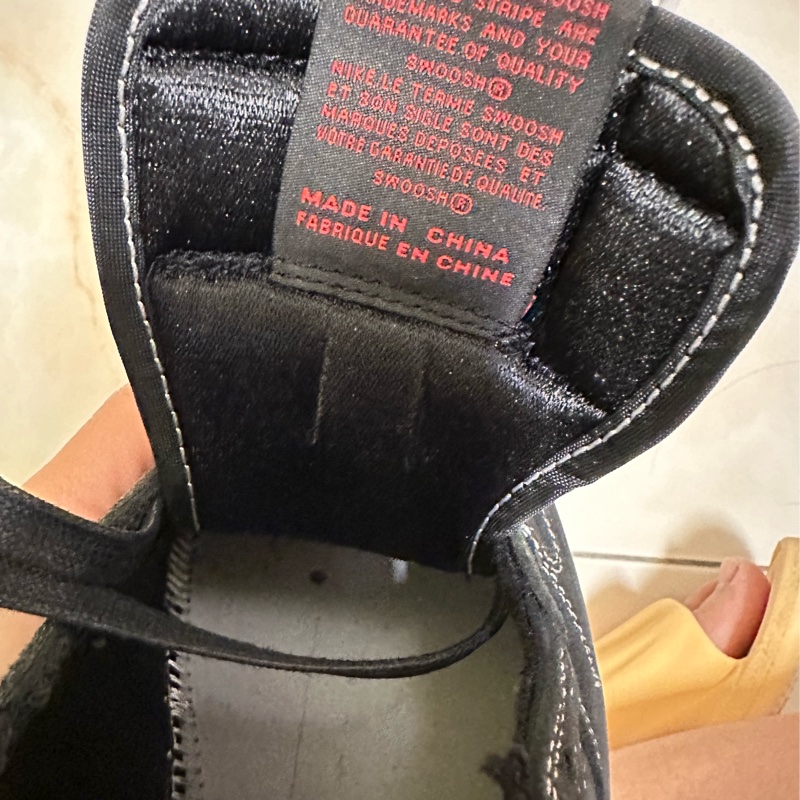 SWOOSH
STRIPE ARE
TRADEMARKS AND YOUR
GUARANTEE OF QUALITY
SWOOSH®
NIKE,LE TERME SWOOSH
ET SON SIGLE SONT DES
MARQUES DEPOSEES ET
VOTRE GARANTIE DE QUALITE
SWOOSH®
MADE IN CHINA
FABRIQUE EN CHINE